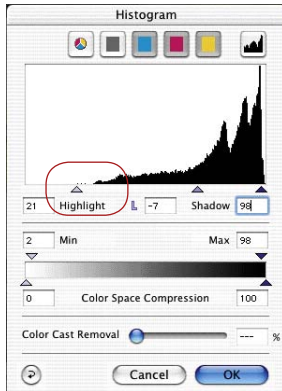 Histogram
21 Highlight L -7 Shadow 98
2 Min Max 98
0 Color Space Compression 100
Color Cast Removal --- %
Cancel OK